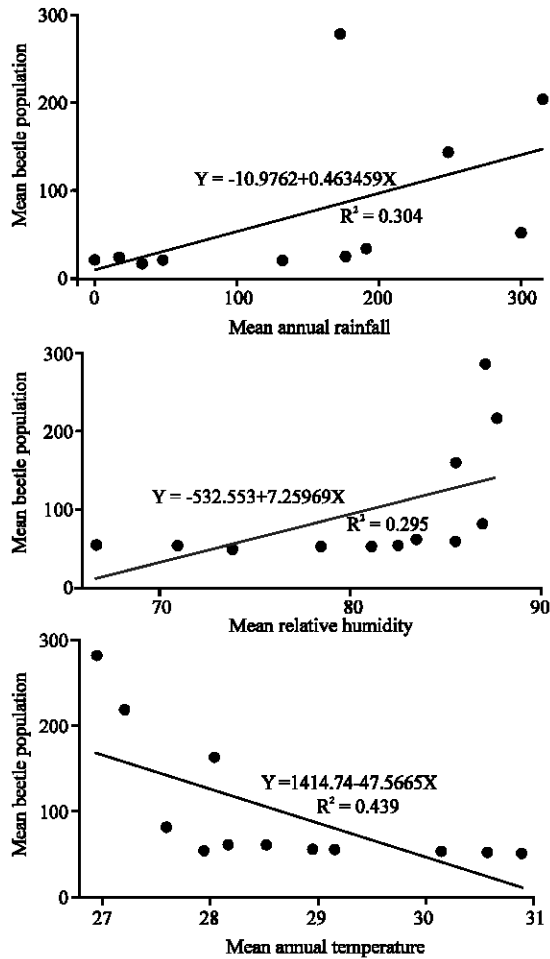 300
200
100
0
Mean beetle population
Y = -10.9762+0.463459X
R² = 0.304
0 100 200 300
Mean annual rainfall
300
200
100
0
Mean beetle population
Y = -532.553+7.25969X
R² = 0.295
70 80 90
Mean relative humidity
300
200
100
0
Mean beetle population
Y =1414.74-47.5665X
R² = 0.439
27 28 29 30 31
Mean annual temperature